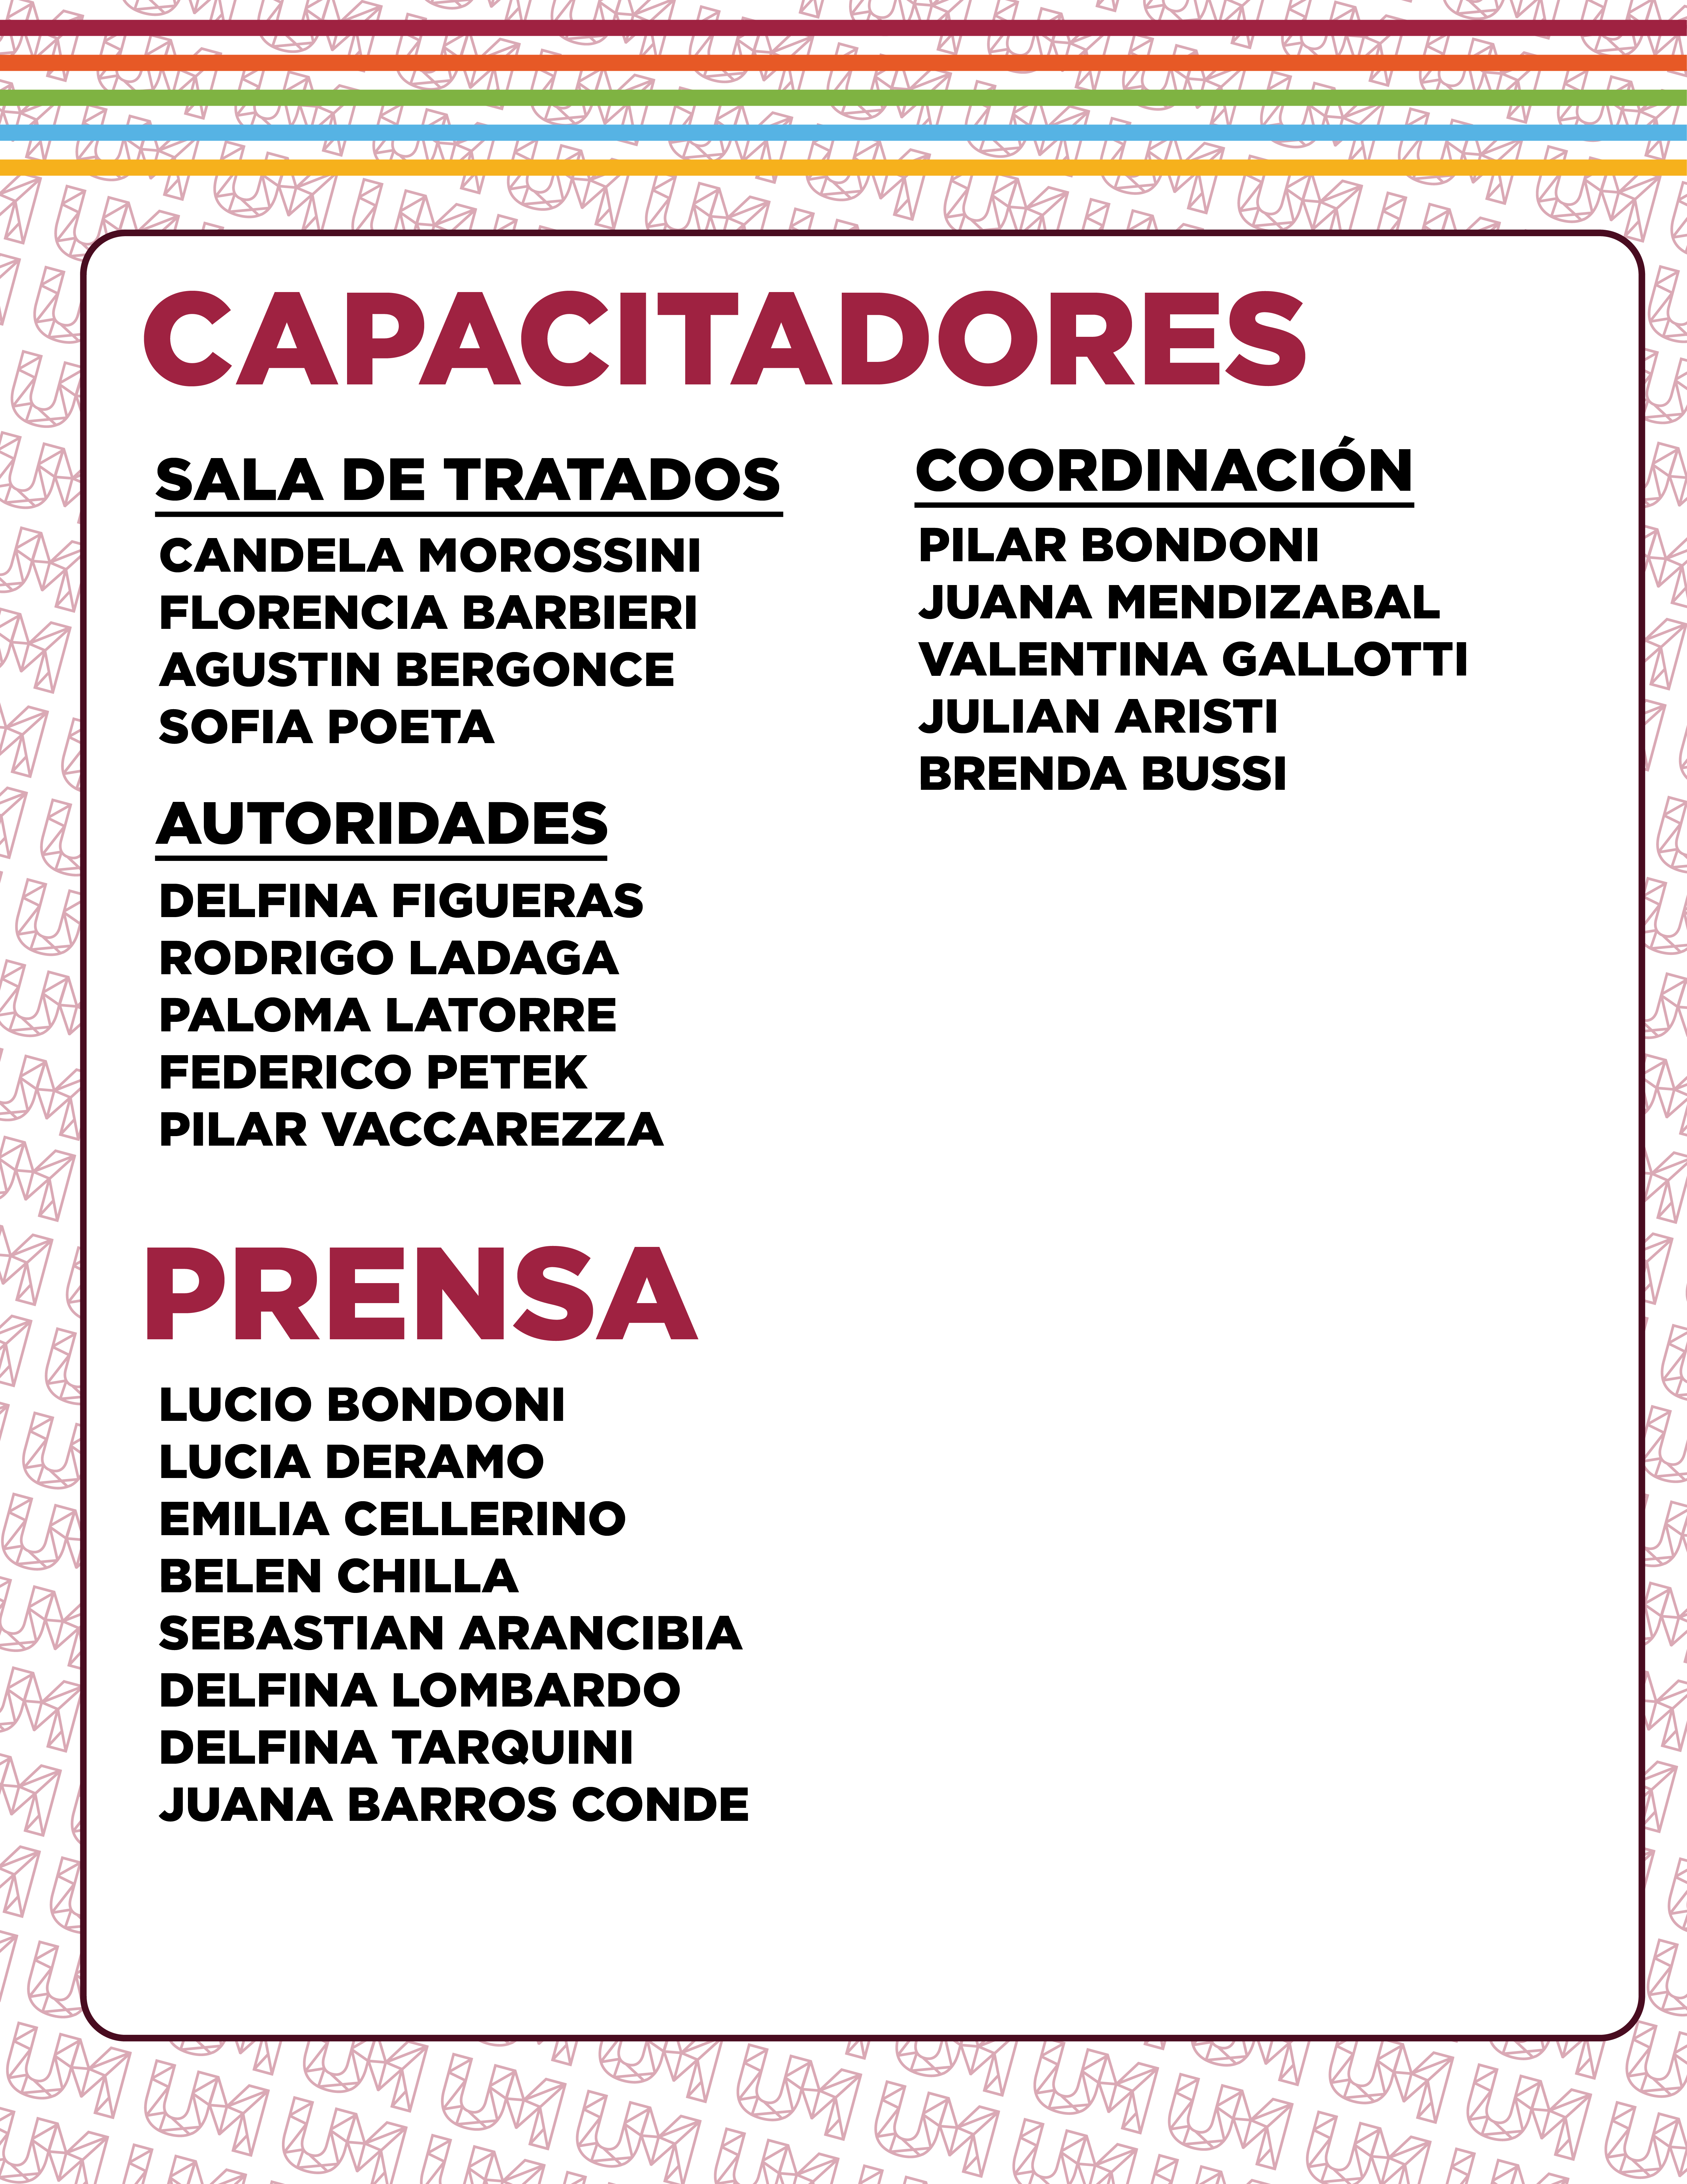 CAPACITADORES
SALA DE TRATADOS
CANDELA MOROSSINI
FLORENCIA BARBIERI
AGUSTIN BERGONCE
SOFIA POETA
AUTORIDADES
DELFINA FIGUERAS
RODRIGO LADAGA
PALOMA LATORRE
FEDERICO PETEK
PILAR VACCAREZZA
COORDINACIÓN
PILAR BONDONI
JUANA MENDIZABAL
VALENTINA GALLOTTI
JULIAN ARISTI
BRENDA BUSSI
PRENSA
LUCIO BONDONI
LUCIA DERAMO
EMILIA CELLERINO
BELEN CHILLA
SEBASTIAN ARANCIBIA
DELFINA LOMBARDO
DELFINA TARQUINI
JUANA BARROS CONDE